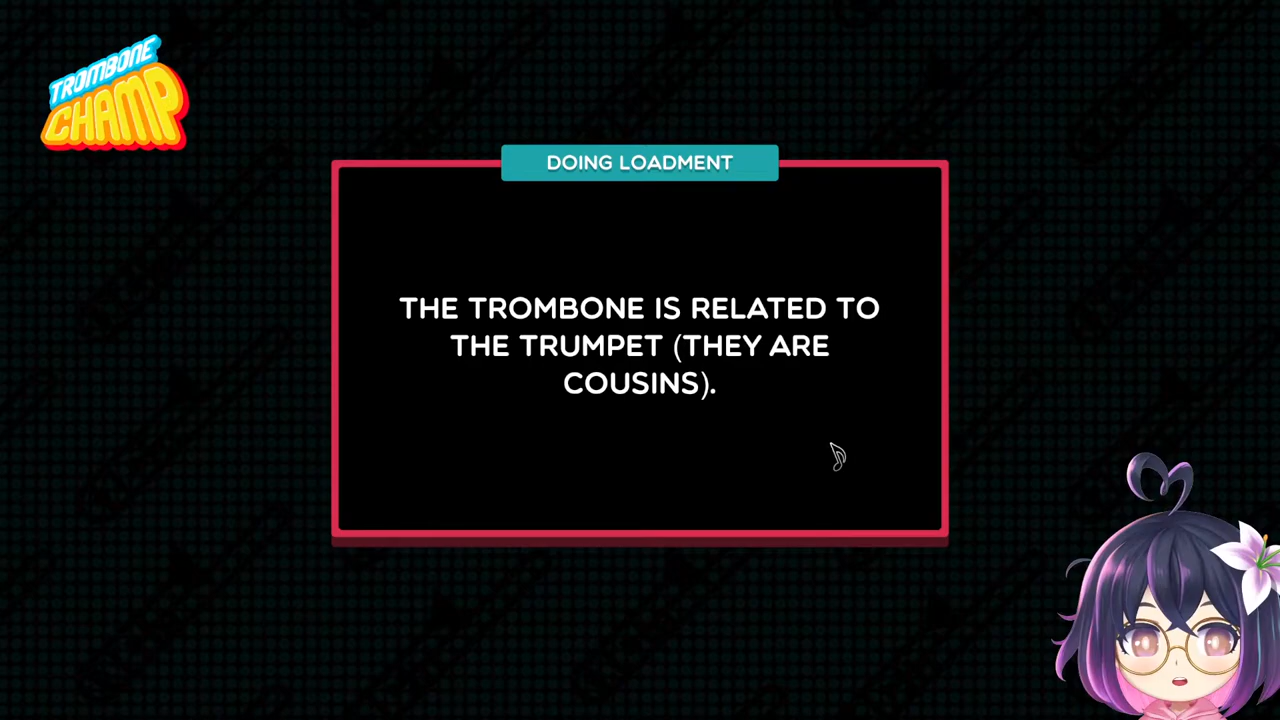 TROMBONE
CHAMP
DOING LOADMENT
THE TROMBONE IS RELATED TO
THE TRUMPET (THEY ARE
COUSINS).